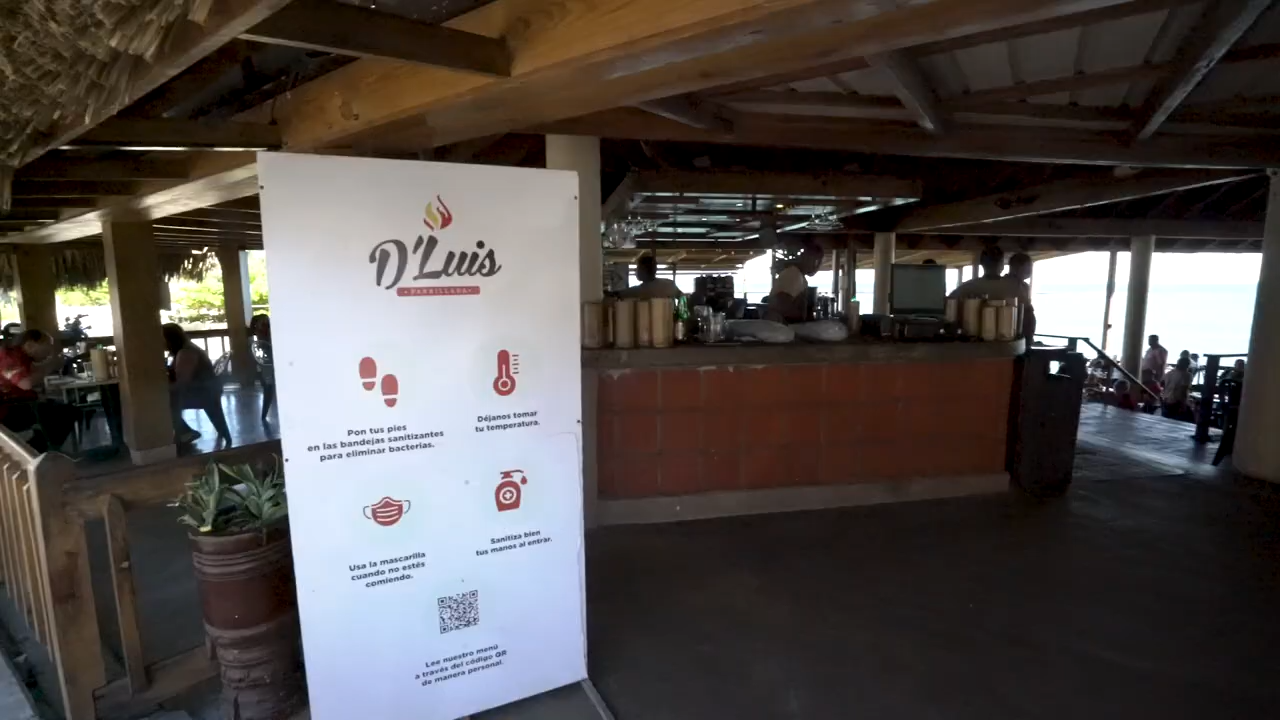 D'Luis
PARRILLADA
Pon tus pies
en las bandejas sanitizantes
para eliminar bacterias.
Déjanos tomar
tu temperatura.
Usa la mascarilla
cuando no estés
comiendo.
Sanitiza bien
tus manos al entrar.
Lee nuestro menú
a través del código QR
de manera personal.